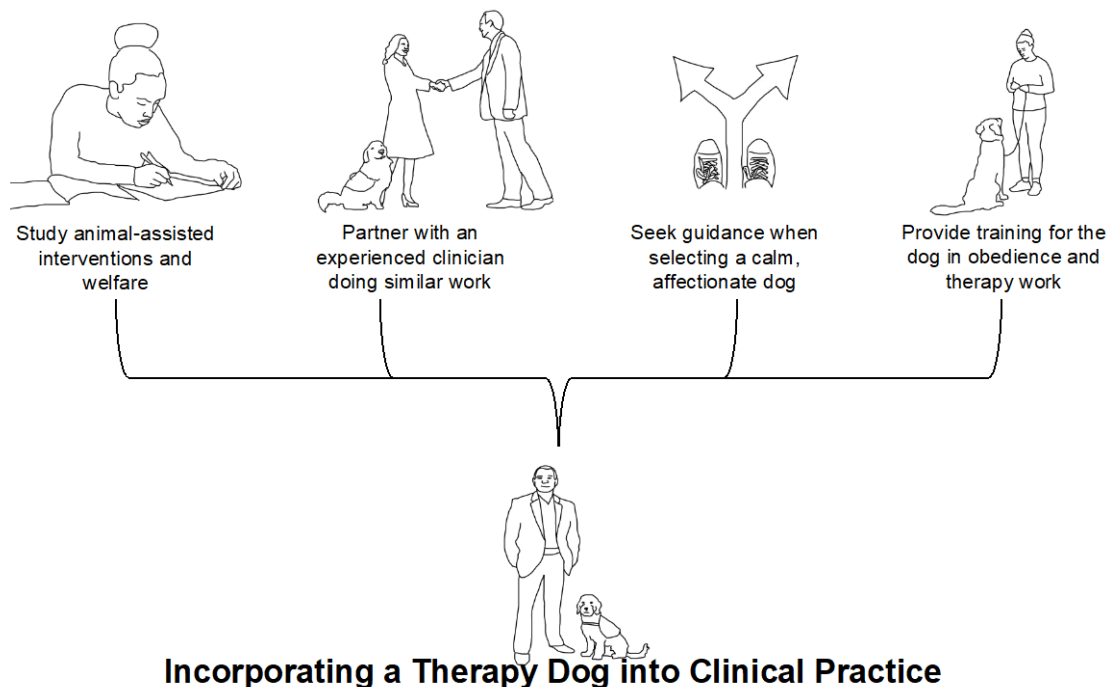 Study animal-assisted
interventions and
welfare
Partner with an
experienced clinician
doing similar work
Seek guidance when
selecting a calm,
affectionate dog
Provide training for the
dog in obedience and
therapy work
Incorporating a Therapy Dog into Clinical Practice